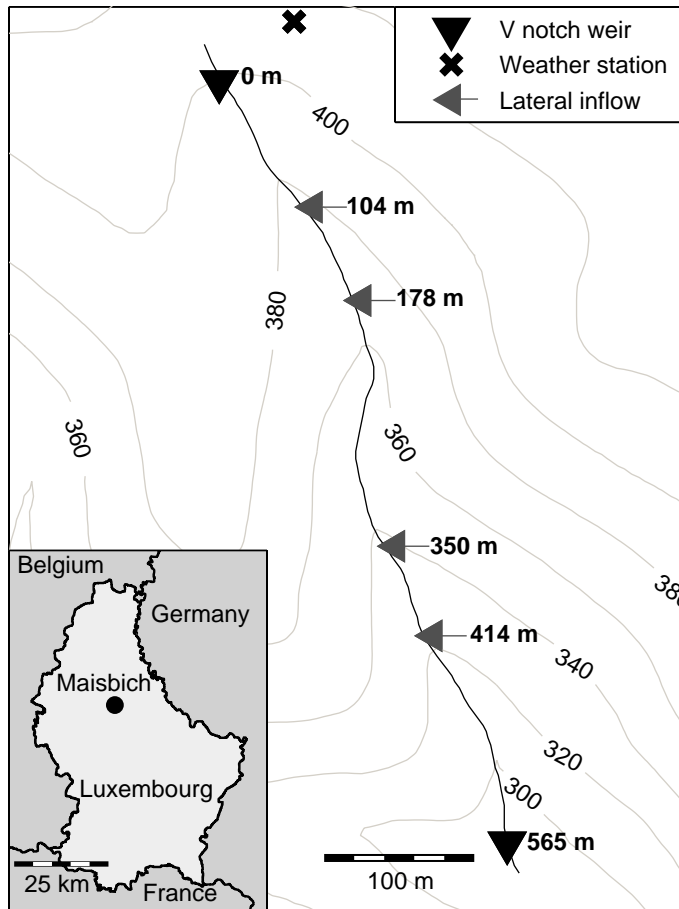 V notch weir
Weather station
Lateral inflow
0 m
400
104 m
178 m
380
360
360
350 m
380
414 m
340
320
300
565 m
100 m
Belgium
Germany
Maisbich
Luxembourg
25 km
France